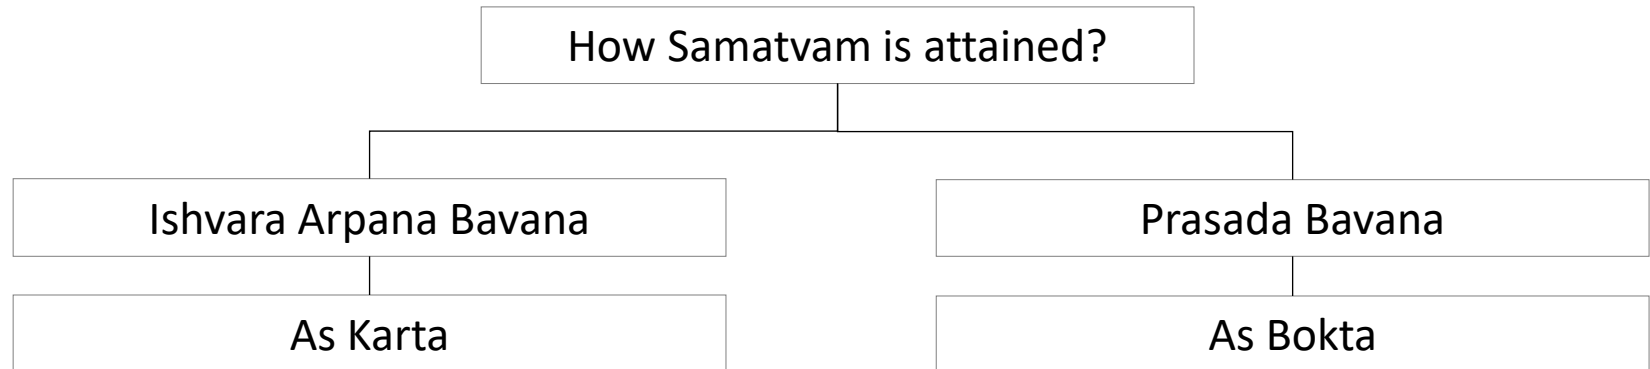 How Samatvam is attained?
Ishvara Arpana Bavana
Prasada Bavana
As Karta
As Bokta